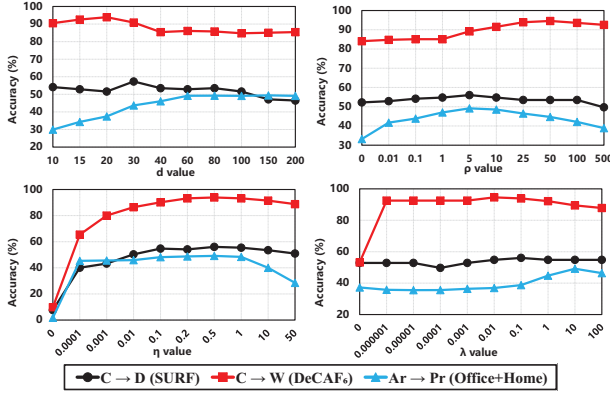 100
90
80
70
60
50
40
30
20
Accuracy (%)
10 15 20 30 40 60 80 100 150 200
d value
100
90
80
70
60
50
40
30
Accuracy (%)
0 0.01 0.1 1 5 10 25 50 100 500
ρ value
100
80
60
40
20
0
Accuracy (%)
0 0.0001 0.001 0.01 0.1 0.2 0.5 1 10 50
η value
100
80
60
40
20
Accuracy (%)
0 0.000001 0.00001 0.0001 0.001 0.01 0.1 1 10 100
λ value
C → D (SURF) C → W (DeCAF₆) Ar → Pr (Office+Home)